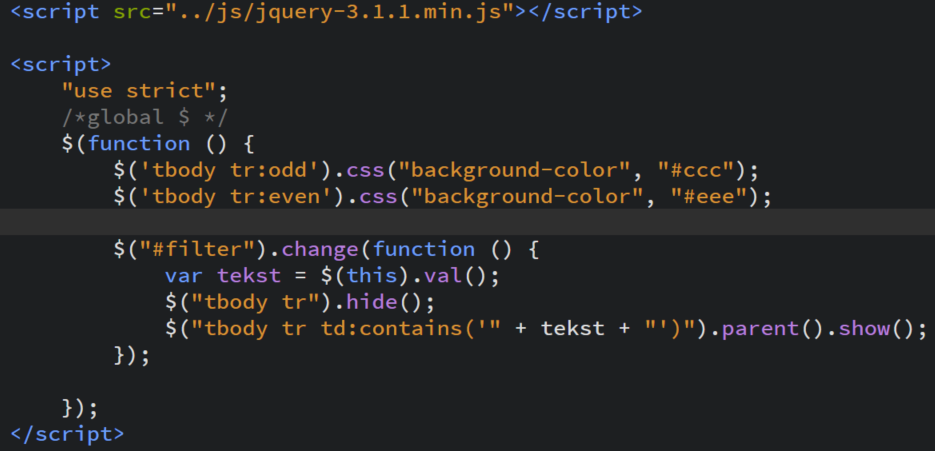 <script src="../js/jquery-3.1.1.min.js"></script>
<script>
"use strict";
/*global $ */
$(function () {
$('tbody tr:odd').css("background-color", "#ccc");
$('tbody tr:even').css("background-color", "#eee");
$("#filter").change(function () {
var tekst = $(this).val();
$("tbody tr").hide();
$("tbody tr td:contains('" + tekst + "')").parent().show();
});
});
</script>